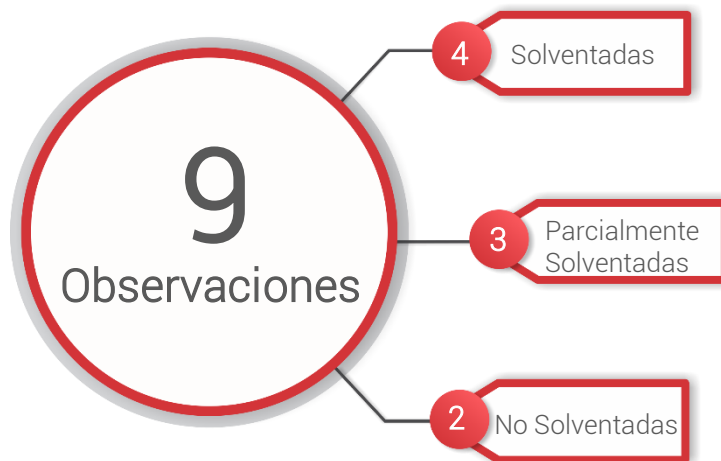 9
Observaciones
4
Solventadas
3
Parcialmente
Solventadas
2
No Solventadas